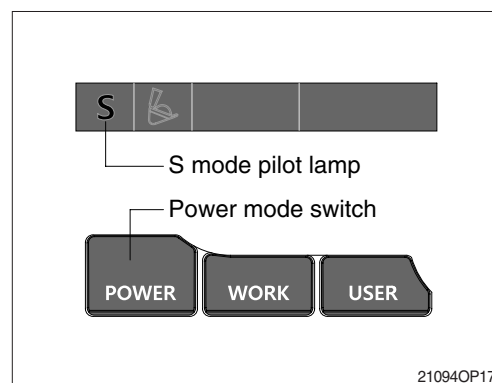 S
S mode pilot lamp
Power mode switch
POWER WORK USER
21094OP17